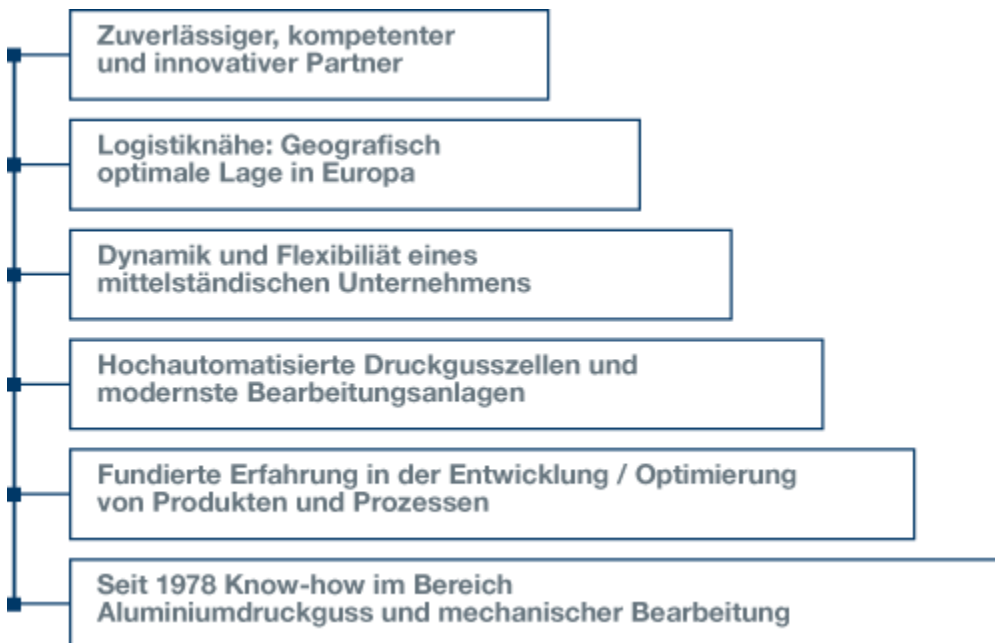 Zuverlässiger, kompetenter
und innovativer Partner
Logistiknähe: Geografisch
optimale Lage in Europa
Dynamik und Flexibiliät eines
mittelständischen Unternehmens
Hochautomatisierte Druckgusszellen und
modernste Bearbeitungsanlagen
Fundierte Erfahrung in der Entwicklung / Optimierung
von Produkten und Prozessen
Seit 1978 Know-how im Bereich
Aluminiumdruckguss und mechanischer Bearbeitung